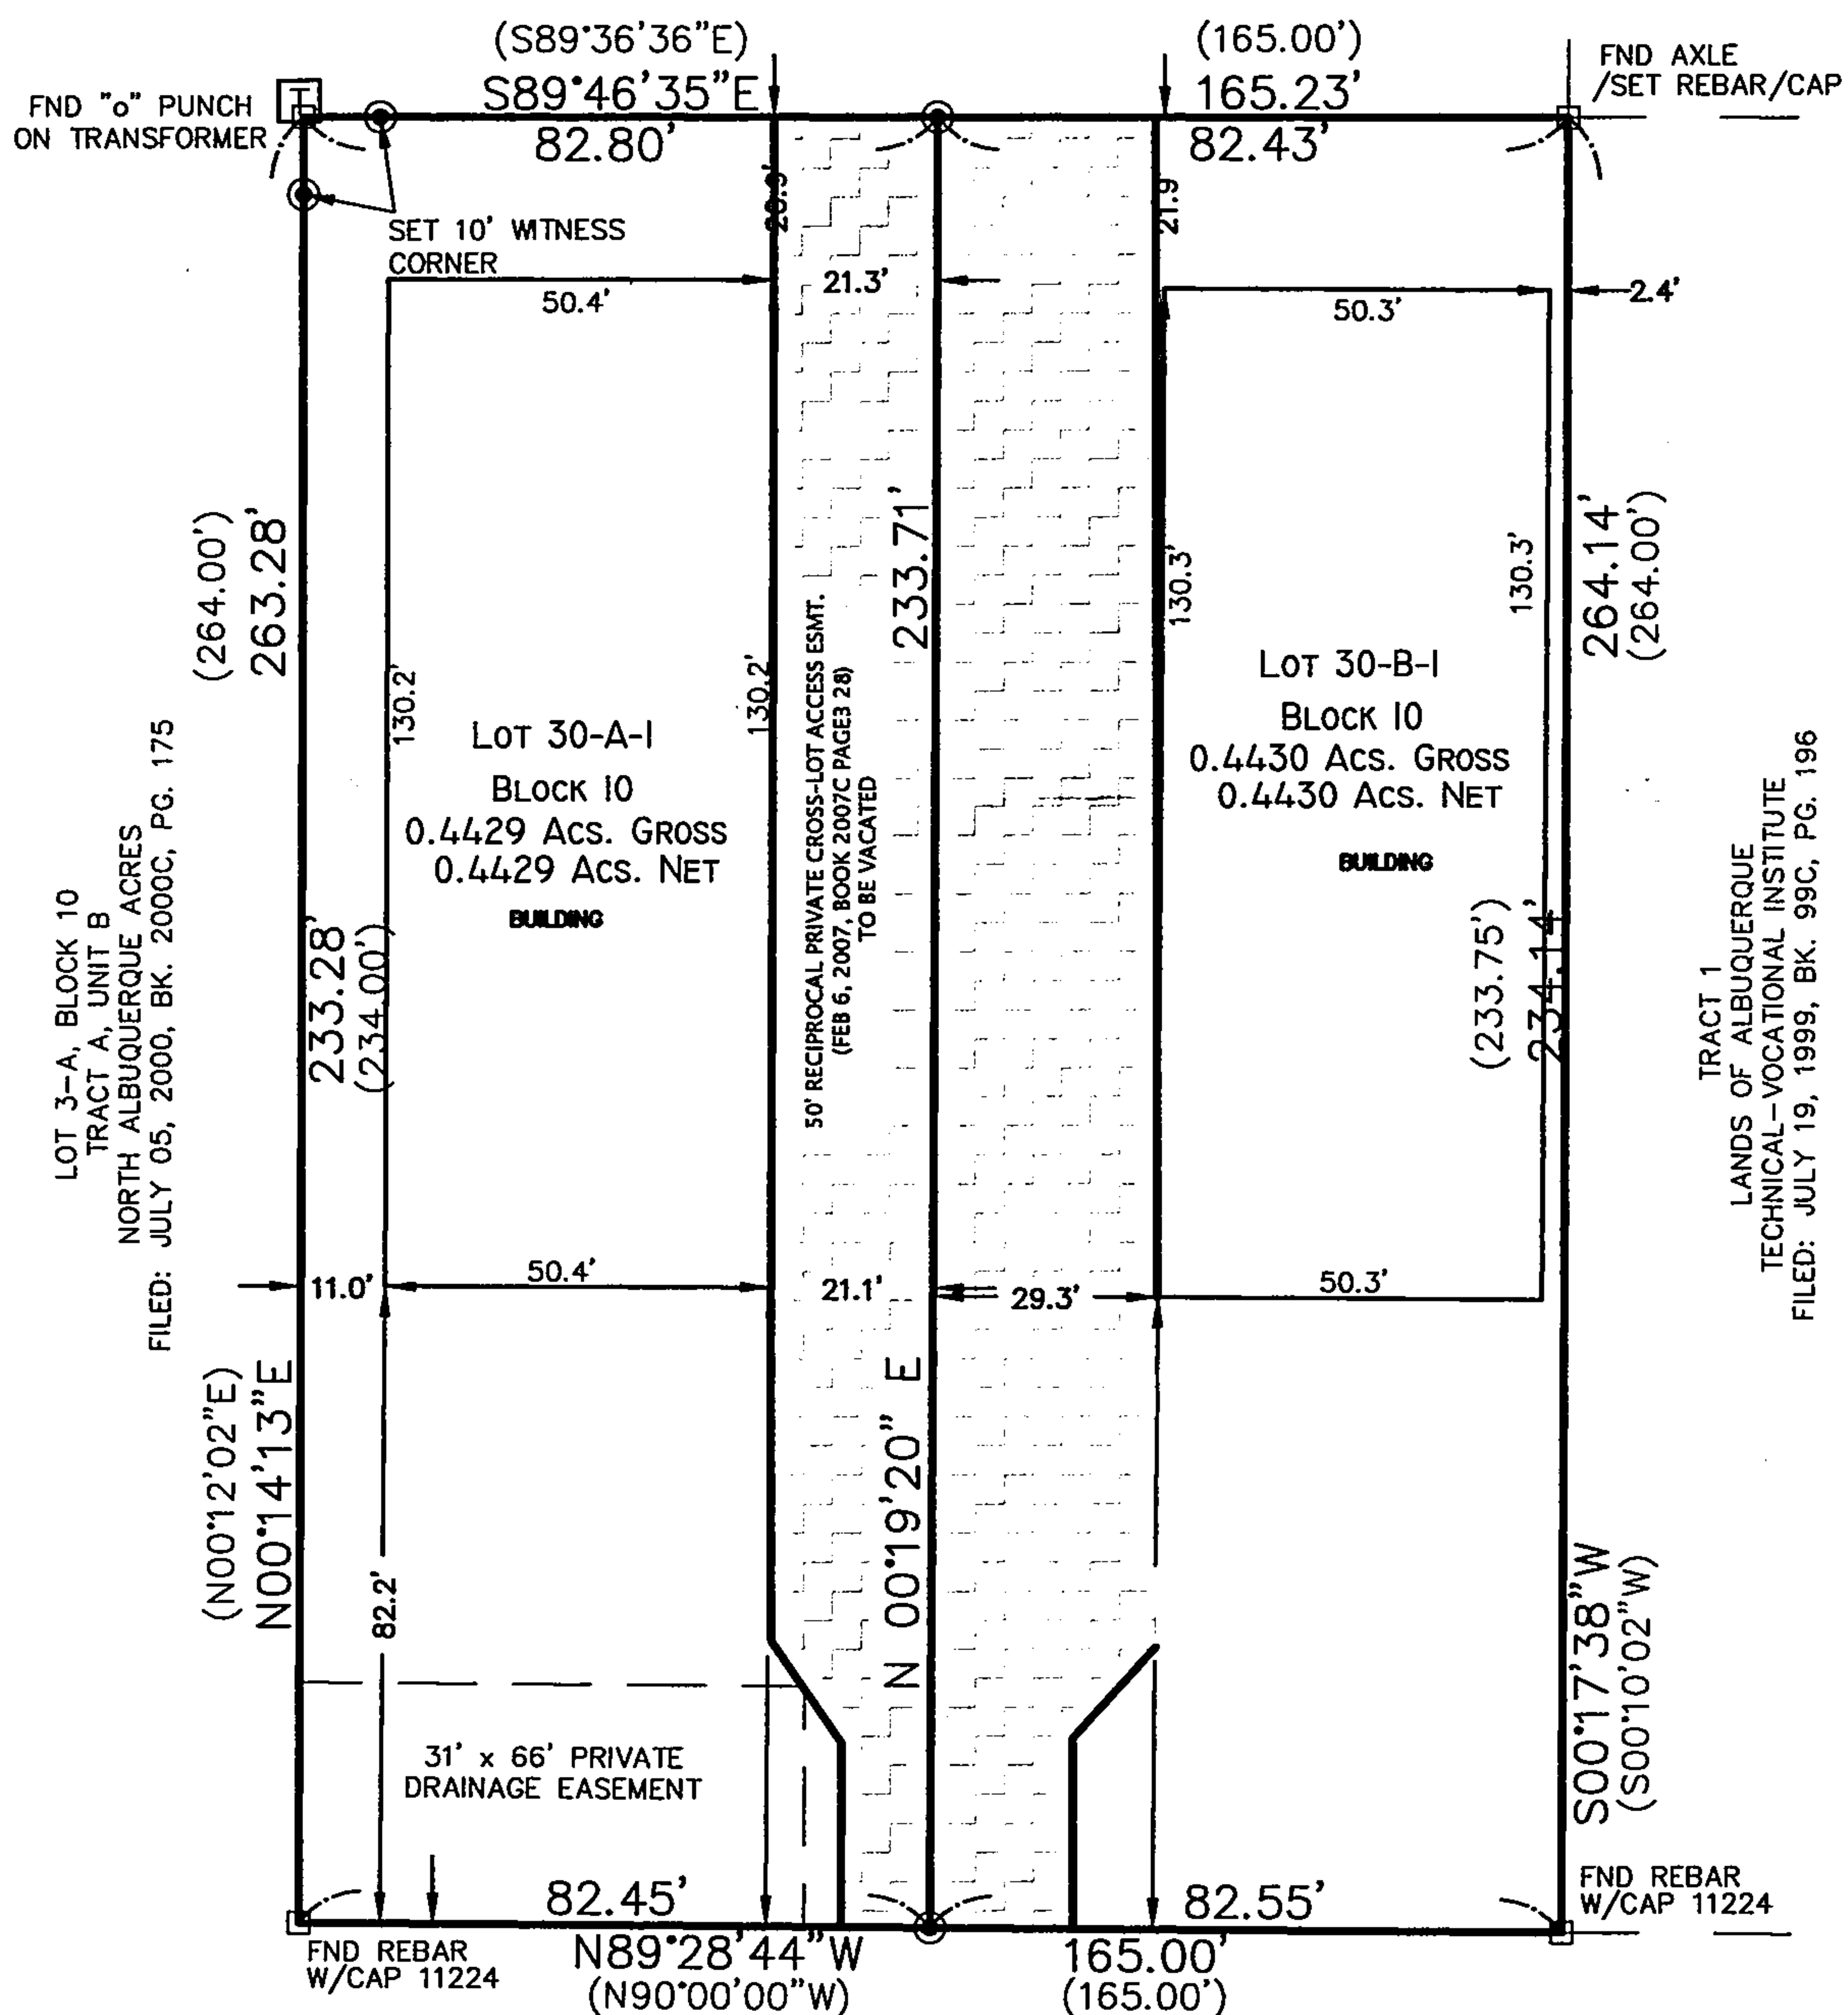 (S89°36'36"E)
(165.00')
FND AXLE
/SET REBAR/CAP
FND "o" PUNCH
ON TRANSFORMER
T
S89°46'35"E
165.23'
82.80'
82.43'
21.9'
SET 10' WITNESS
CORNER
50.4'
21.3'
50.3'
2.4'
(264.00')
263.28'
130.2'
130.2'
50' RECIPROCAL PRIVATE CROSS-LOT ACCESS ESMT.
(FEB 6, 2007, BOOK 2007C PAGE3 28)
TO BE VACATED
233.71'
130.3'
130.3'
264.14'
(264.00')
LOT 30-A-1
BLOCK 10
0.4429 ACS. GROSS
0.4429 ACS. NET
BUILDING
LOT 30-B-1
BLOCK 10
0.4430 ACS. GROSS
0.4430 ACS. NET
BUILDING
LOT 3-A, BLOCK 10
TRACT A, UNIT B
NORTH ALBUQUERQUE ACRES
FILED: JULY 05, 2000, BK. 2000C, PG. 175
233.28'
(234.00')
(233.75')
234.14'
TRACT 1
LANDS OF ALBUQUERQUE
TECHNICAL-VOCATIONAL INSTITUTE
FILED: JULY 19, 1999, BK. 99C, PG. 196
11.0'
50.4'
21.1'
29.3'
50.3'
(N00°12'02"E)
N00°14'13"E
82.2'
N 00°19'20" E
S00°17'38"W
(S00°10'02"W)
31' x 66' PRIVATE
DRAINAGE EASEMENT
82.45'
82.55'
FND REBAR
W/CAP 11224
FND REBAR
W/CAP 11224
N89°28'44"W
165.00'
(N90°00'00"W)
(165.00')